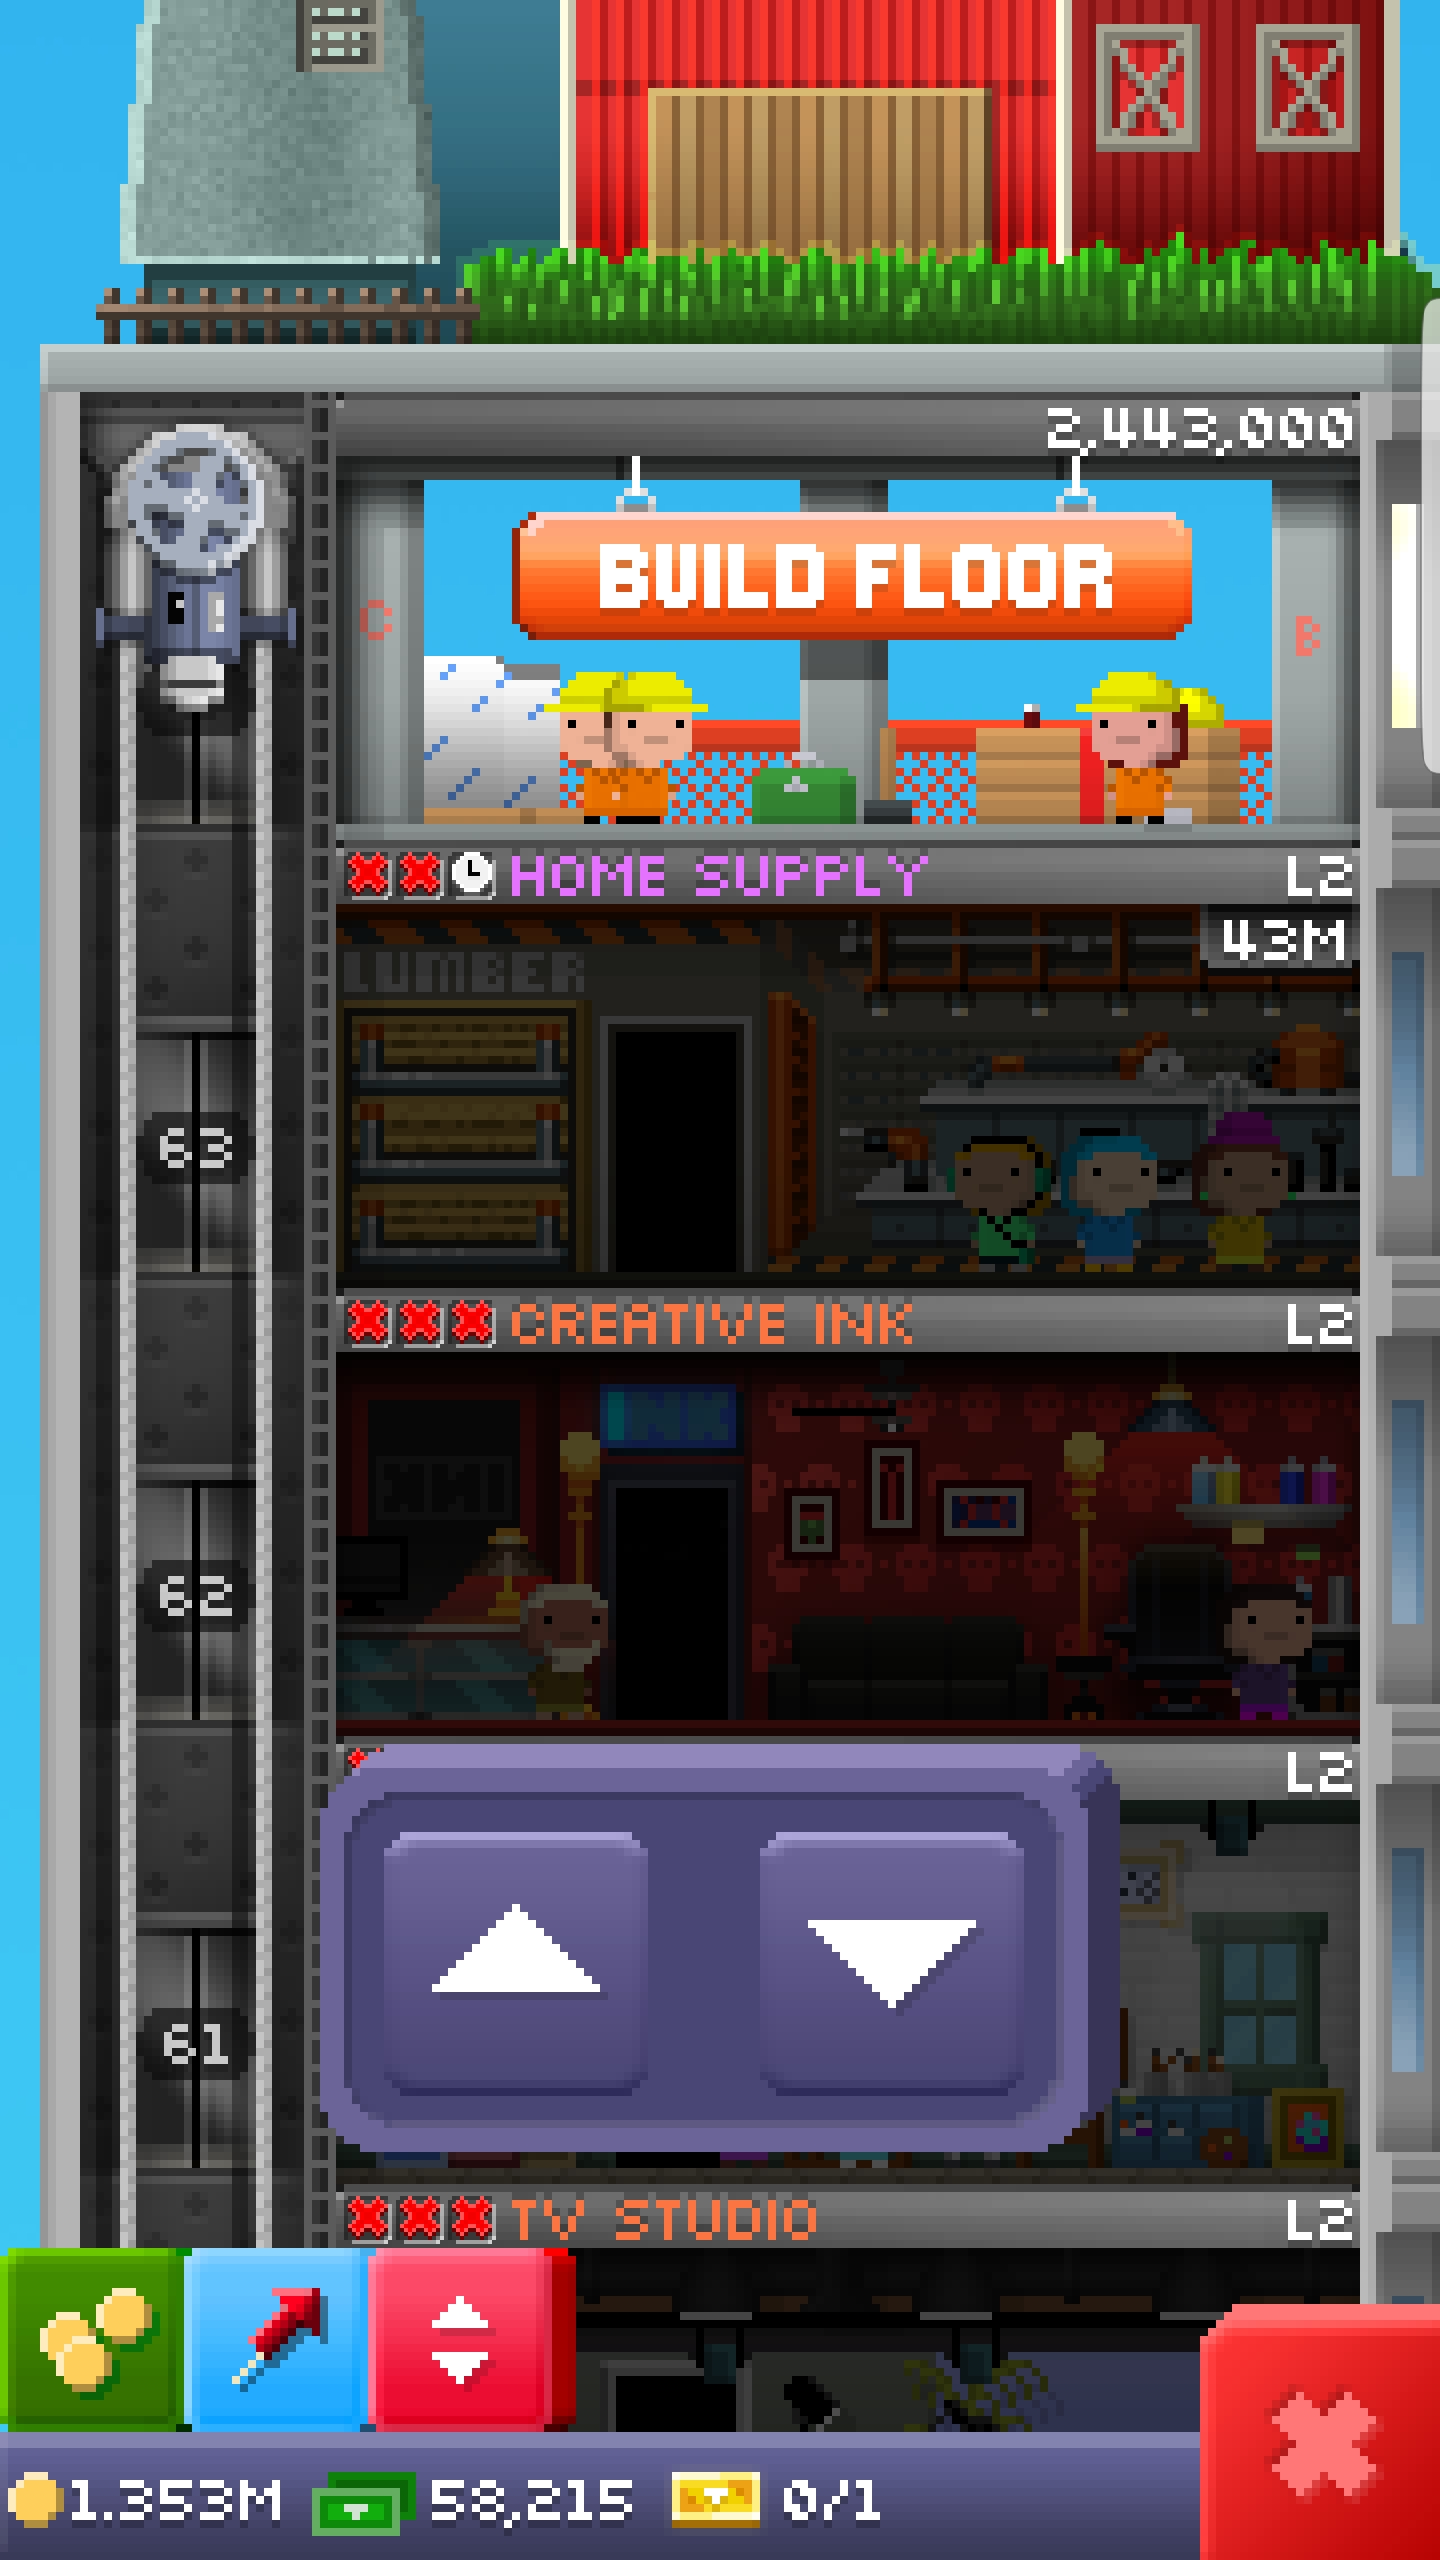 2,443,000
BUILD FLOOR
C
B
HOME SUPPLY L2
43M
LUMBER
63
CREATIVE INK L2
INK
62
L2
61
TV STUDIO L2
1.353M 58,215 0/1